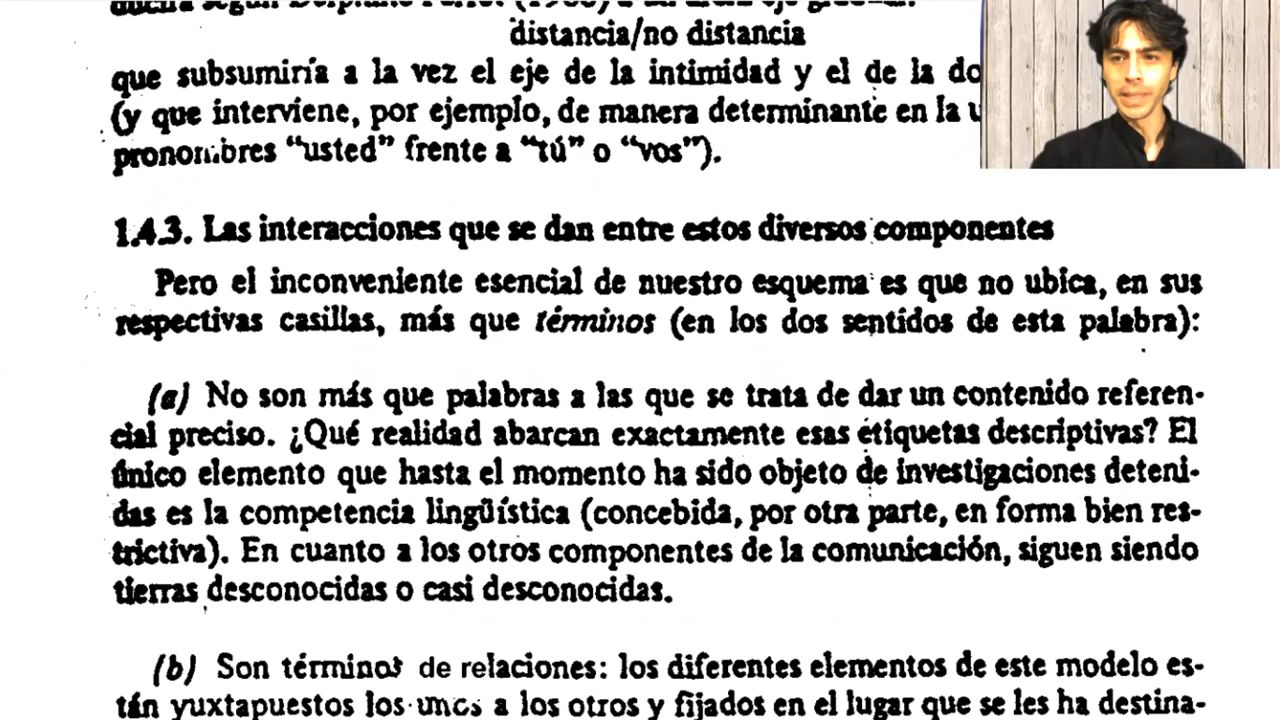 distancia/no distancia
que subsumiría a la vez el eje de la intimidad y el de la do
(y que interviene, por ejemplo, de manera determinante en la u
pronombres “usted” frente a “tú” o “vos”).
1.4.3. Las interacciones que se dan entre estos diversos componentes
Pero el inconveniente esencial de nuestro esquema es que no ubica, en sus
respectivas casillas, más que términos (en los dos sentidos de esta palabra):
(a) No son más que palabras a las que se trata de dar un contenido referen-
cial preciso. ¿Qué realidad abarcan exactamente esas etiquetas descriptivas? El
único elemento que hasta el momento ha sido objeto de investigaciones deteni-
das es la competencia lingüística (concebida, por otra parte, en forma bien res-
trictiva). En cuanto a los otros componentes de la comunicación, siguen siendo
tierras desconocidas o casi desconocidas.
(b) Son términos de relaciones: los diferentes elementos de este modelo es-
tán yuxtapuestos los unos a los otros y fijados en el lugar que se les ha destina-